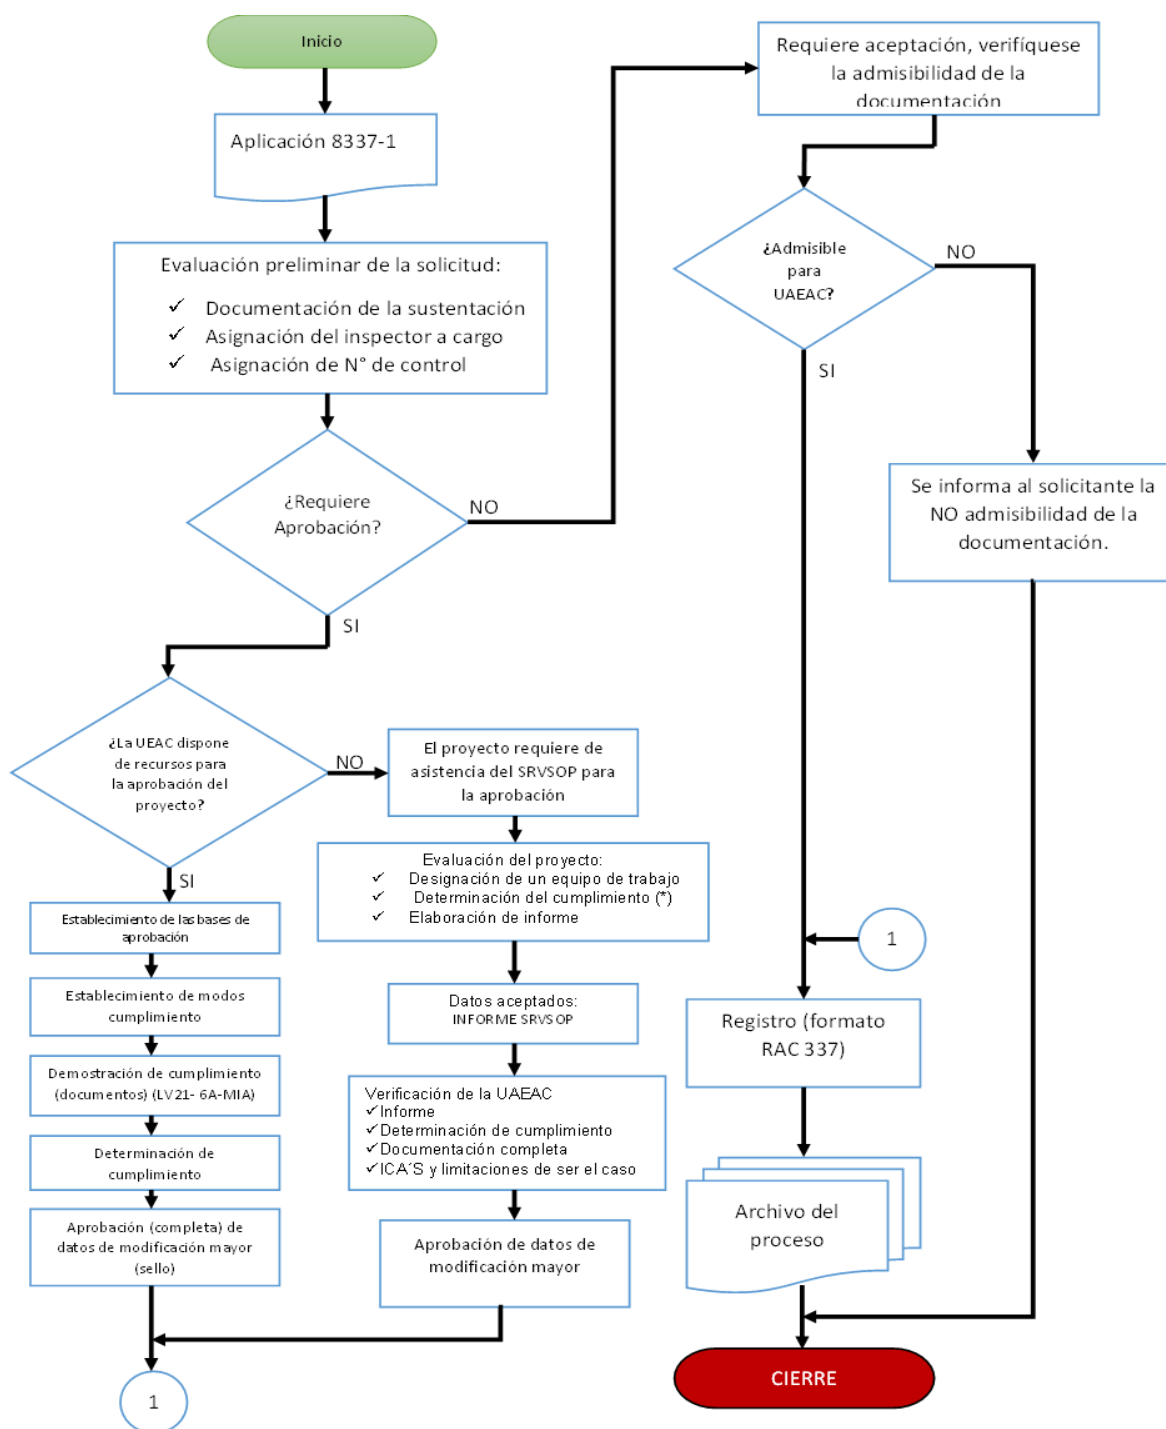 Inicio
Aplicación 8337-1
Evaluación preliminar de la solicitud:
✓ Documentación de la sustentación
✓ Asignación del inspector a cargo
✓ Asignación de N° de control
¿Requiere
Aprobación?
NO
SI
Requiere aceptación, verifíquese
la admisibilidad de la
documentación
¿Admisible
para
UAEAC?
NO
SI
Se informa al solicitante la
NO admisibilidad de la
documentación.
¿La UEAC dispone
de recursos para
la aprobación del
proyecto?
NO
SI
El proyecto requiere de
asistencia del SRVSOP para
la aprobación
Evaluación del proyecto:
✓ Designación de un equipo de trabajo
✓ Determinación del cumplimiento (*)
✓ Elaboración de informe
Datos aceptados:
INFORME SRVSOP
Verificación de la UAEAC
✓Informe
✓Determinación de cumplimiento
✓Documentación completa
✓ICA´S y limitaciones de ser el caso
Aprobación de datos de
modificación mayor
Establecimiento de las bases de
aprobación
Establecimiento de modos
cumplimiento
Demostración de cumplimiento
(documentos) (LV21- 6A-MIA)
Determinación de
cumplimiento
Aprobación (completa) de
datos de modificación mayor
(sello)
1
1
Registro (formato
RAC 337)
Archivo del
proceso
CIERRE